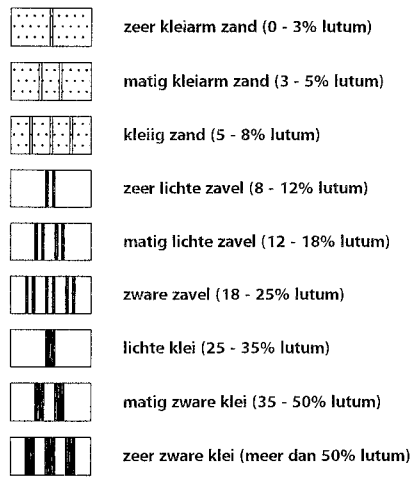 zeer kleiarm zand (0 - 3% lutum)
matig kleiarm zand (3 - 5% lutum)
kleiig zand (5 - 8% lutum)
zeer lichte zavel (8 - 12% lutum)
matig lichte zavel (12 - 18% lutum)
zware zavel (18 - 25% lutum)
lichte klei (25 - 35% lutum)
matig zware klei (35 - 50% lutum)
zeer zware klei (meer dan 50% lutum)